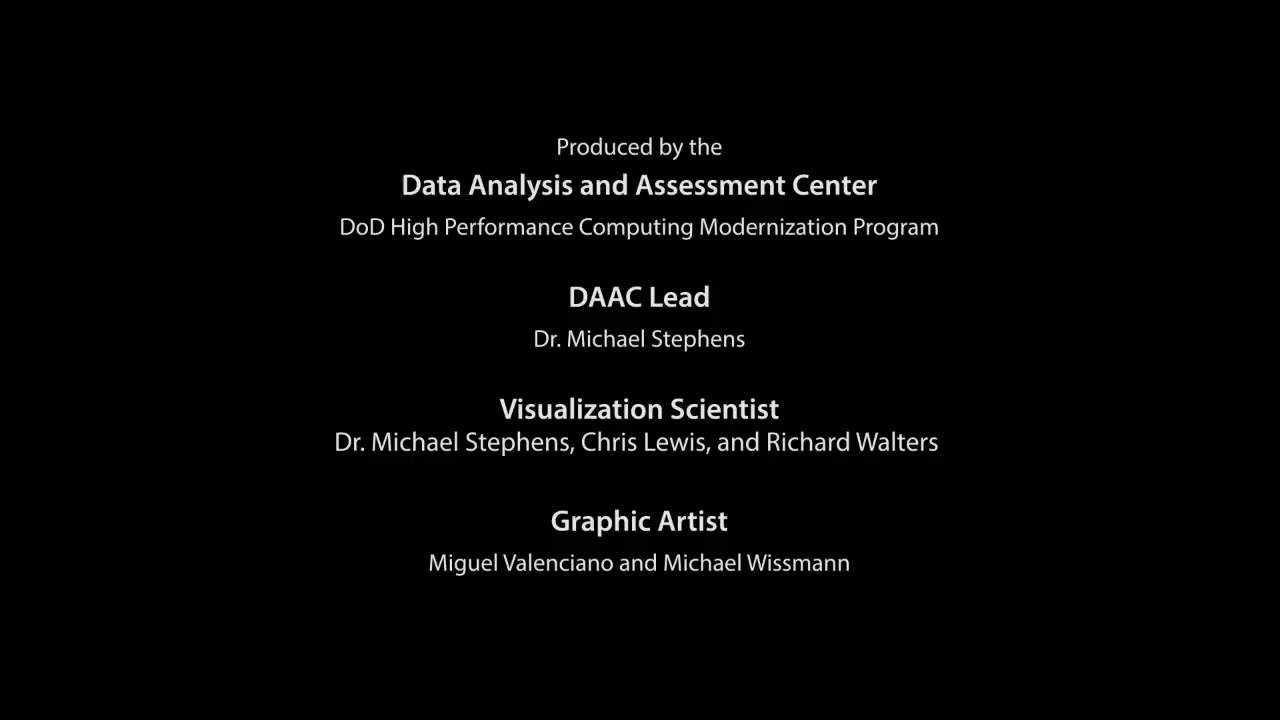 Produced by the
Data Analysis and Assessment Center
DoD High Performance Computing Modernization Program
DAAC Lead
Dr. Michael Stephens
Visualization Scientist
Dr. Michael Stephens, Chris Lewis, and Richard Walters
Graphic Artist
Miguel Valenciano and Michael Wissmann